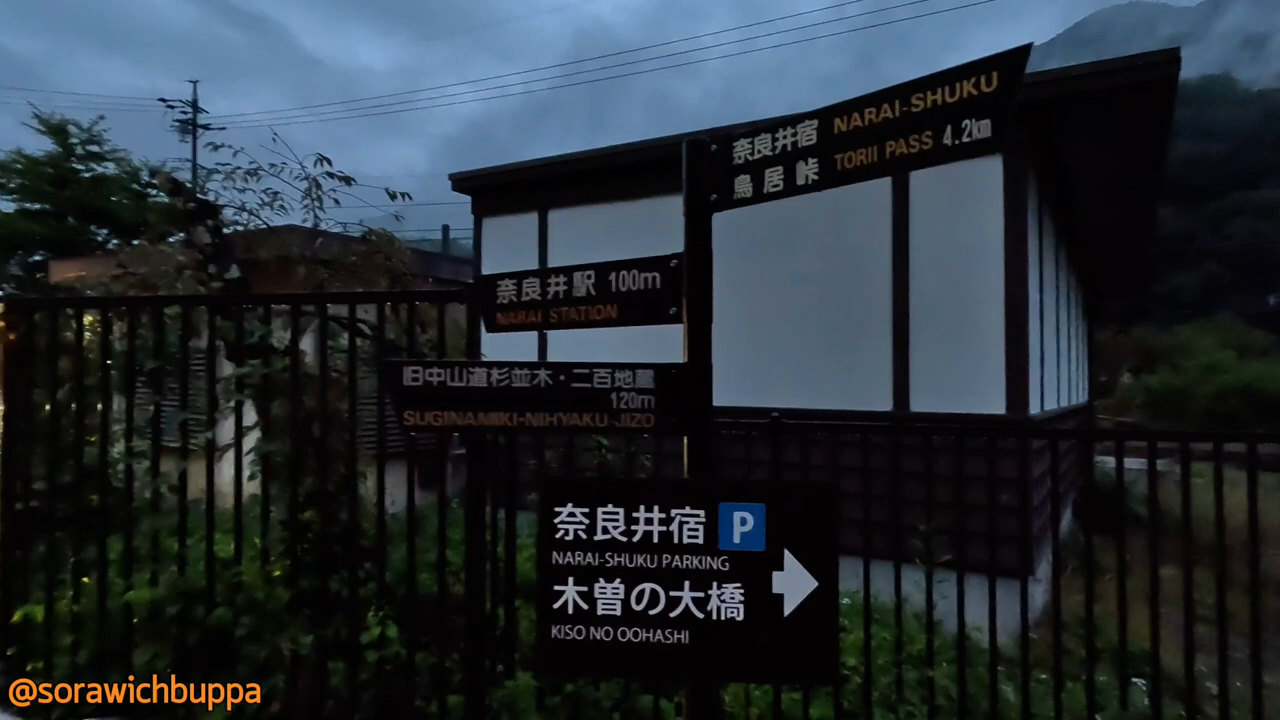 奈良井宿 NARAI-SHUKU
鳥居峠 TORII PASS 4.2km
奈良井駅 100m
NARAI STATION
旧中山道杉並木・二百地蔵
120m
SUGINAMIKI-NIHYAKU-JIZO
奈良井宿 P
NARAI-SHUKU PARKING
木曽の大橋
KISO NO OOHASHI
@sorawichbuppa